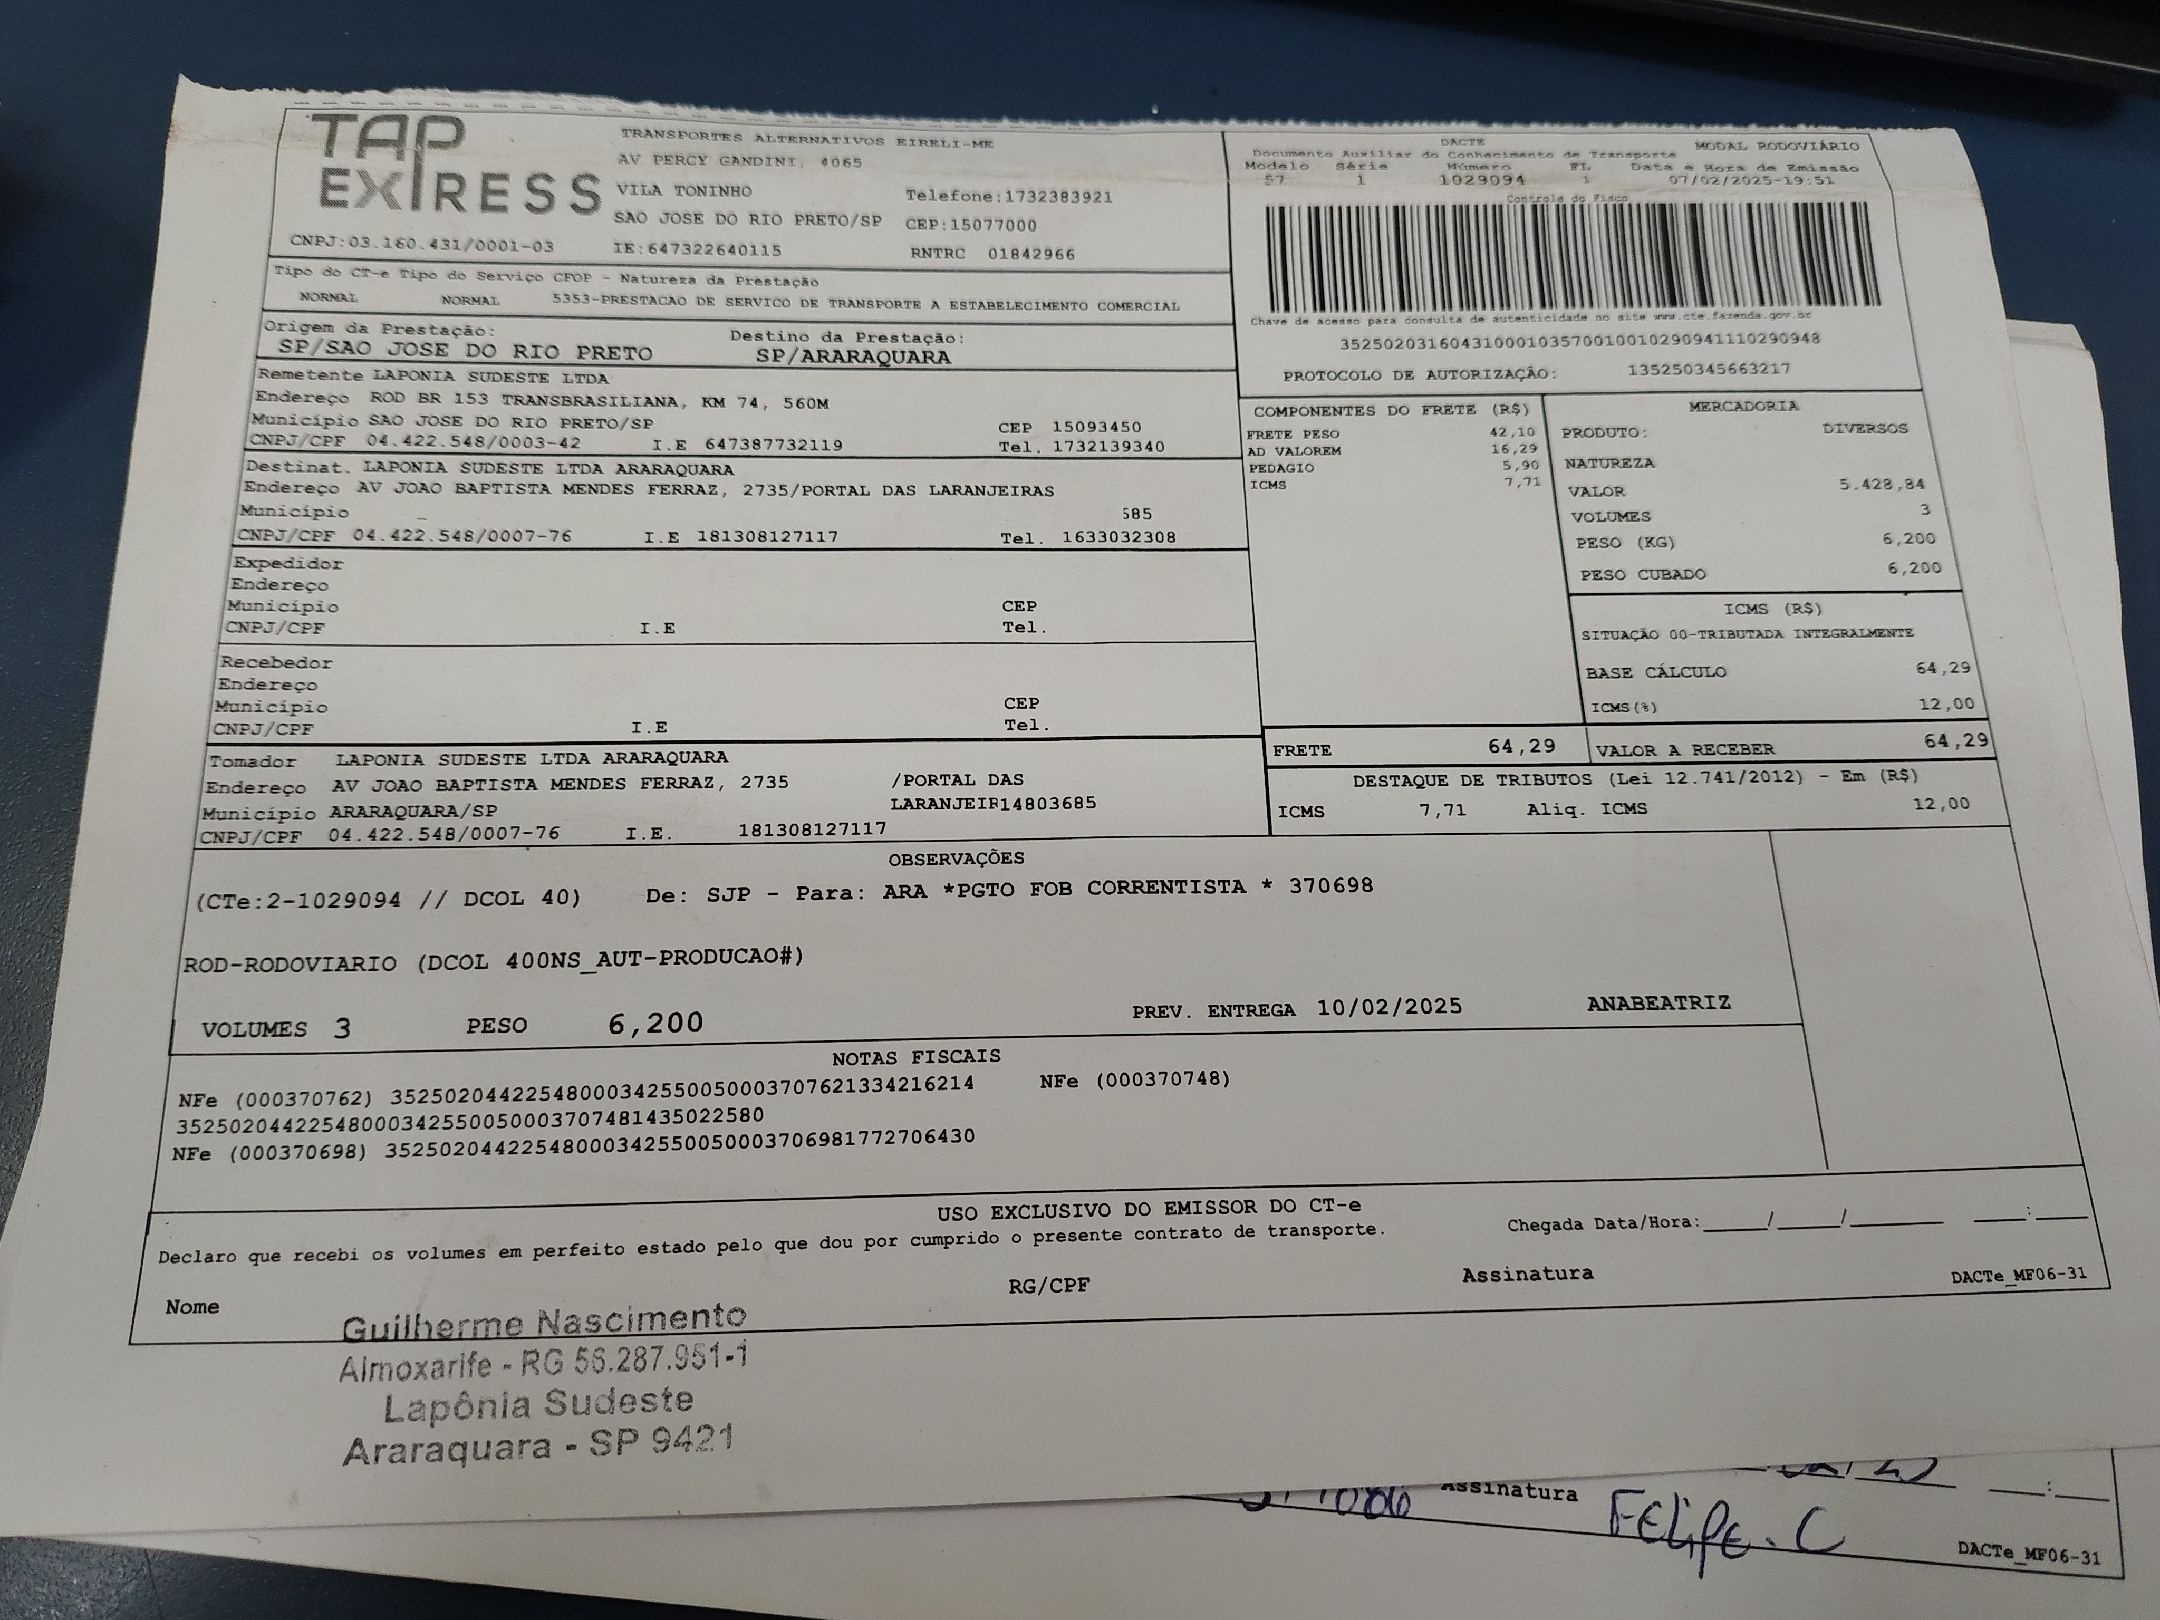 TAP EXPRESS
TRANSPORTES ALTERNATIVOS EIRELI-ME
AV PERCY GANDINI, 4065
VILA TONINHO Telefone:1732383921
SAO JOSE DO RIO PRETO/SP CEP:15077000
CNPJ:03.160.431/0001-03 IE:647322640115 RNTRC 01842966
DACTE MODAL RODOVIÁRIO
Documento Auxiliar do Conhecimento de Transporte
Modelo Série Número FL Data e Hora de Emissão
57 1 1029094 1 07/02/2025-19:51
Controle do Fisco
Chave de acesso para consulta de autenticidade no site www.cte.fazenda.gov.br
35250203160431000103570010010290941110290948
PROTOCOLO DE AUTORIZAÇÃO: 135250345663217
Tipo do CT-e Tipo do Serviço CFOP - Natureza da Prestação
NORMAL NORMAL 5353-PRESTACAO DE SERVICO DE TRANSPORTE A ESTABELECIMENTO COMERCIAL
Origem da Prestação: Destino da Prestação:
SP/SAO JOSE DO RIO PRETO SP/ARARAQUARA
Remetente LAPONIA SUDESTE LTDA
Endereço ROD BR 153 TRANSBRASILIANA, KM 74, 560M
Município SAO JOSE DO RIO PRETO/SP CEP 15093450
CNPJ/CPF 04.422.548/0003-42 I.E 647387732119 Tel. 1732139340
Destinat. LAPONIA SUDESTE LTDA ARARAQUARA
Endereço AV JOAO BAPTISTA MENDES FERRAZ, 2735/PORTAL DAS LARANJEIRAS
Município 585
CNPJ/CPF 04.422.548/0007-76 I.E 181308127117 Tel. 1633032308
Expedidor
Endereço
Município CEP
CNPJ/CPF I.E Tel.
Recebedor
Endereço
Município CEP
CNPJ/CPF I.E Tel.
Tomador LAPONIA SUDESTE LTDA ARARAQUARA
Endereço AV JOAO BAPTISTA MENDES FERRAZ, 2735 /PORTAL DAS
Município ARARAQUARA/SP LARANJEIR14803685
CNPJ/CPF 04.422.548/0007-76 I.E. 181308127117
COMPONENTES DO FRETE (R$)
FRETE PESO 42,10
AD VALOREM 16,29
PEDAGIO 5,90
ICMS 7,71
MERCADORIA
PRODUTO: DIVERSOS
NATUREZA
VALOR 5.428,84
VOLUMES 3
PESO (KG) 6,200
PESO CUBADO 6,200
ICMS (R$)
SITUAÇÃO 00-TRIBUTADA INTEGRALMENTE
BASE CÁLCULO 64,29
ICMS(%) 12,00
FRETE 64,29 VALOR A RECEBER 64,29
DESTAQUE DE TRIBUTOS (Lei 12.741/2012) - Em (R$)
ICMS 7,71 Aliq. ICMS 12,00
OBSERVAÇÕES
(CTe:2-1029094 // DCOL 40) De: SJP - Para: ARA *PGTO FOB CORRENTISTA * 370698
ROD-RODOVIARIO (DCOL 400NS_AUT-PRODUCAO#)
VOLUMES 3 PESO 6,200 PREV. ENTREGA 10/02/2025 ANABEATRIZ
NOTAS FISCAIS
NFe (000370762) 35250204422548000342550050003707621334216214 NFe (000370748)
35250204422548000342550050003707481435022580
NFe (000370698) 35250204422548000342550050003706981772706430
USO EXCLUSIVO DO EMISSOR DO CT-e
Declaro que recebi os volumes em perfeito estado pelo que dou por cumprido o presente contrato de transporte. Chegada Data/Hora:_____/_____/_______ ____:____
Nome RG/CPF Assinatura DACTe_MF06-31
Guilherme Nascimento
Almoxarife - RG 56.287.951-1
Lapônia Sudeste
Araraquara - SP 9421
Assinatura FELIPE. C
DACTe_MF06-31